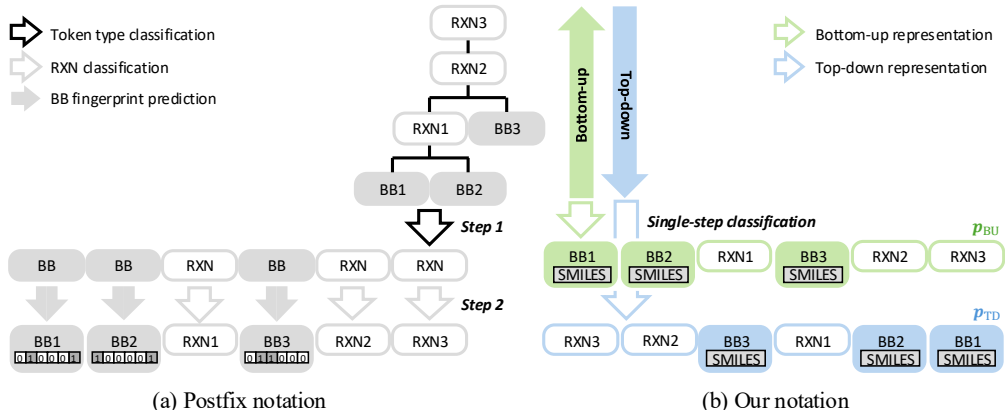 Token type classification
RXN classification
BB fingerprint prediction
RXN3
RXN2
RXN1 BB3
BB1 BB2
Step 1
BB BB RXN BB RXN RXN
Step 2
BB1 BB2 RXN1 BB3 RXN2 RXN3
010001 100001 011000
(a) Postfix notation
Bottom-up
Top-down
Bottom-up representation
Top-down representation
Single-step classification
pBU
BB1 BB2 RXN1 BB3 RXN2 RXN3
SMILES SMILES SMILES
pTD
RXN3 RXN2 BB3 RXN1 BB2 BB1
SMILES SMILES SMILES
(b) Our notation